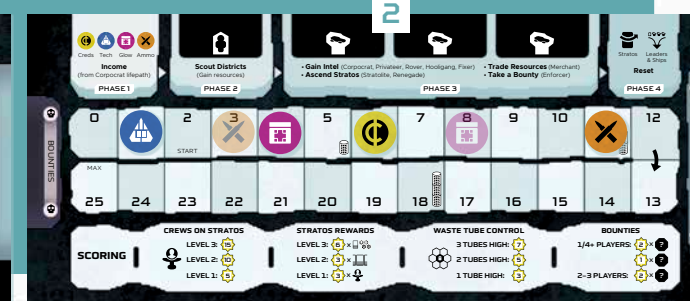 2
Creds Tech Glow Ammo
Income
(from Corpocrat lifepath)
PHASE 1
Scout Districts
(Gain resources)
PHASE 2
• Gain Intel (Corpocrat, Privateer, Rover, Hooligang, Fixer)
• Ascend Stratos (Stratolite, Renegade)
• Trade Resources (Merchant)
• Take a Bounty (Enforcer)
PHASE 3
Stratos Leaders
& Ships
Reset
PHASE 4
BOUNTIES
0 2 3 5 7 8 9 10 12
START
MAX
25 24 23 22 21 20 19 18 17 16 15 14 13
SCORING
CREWS ON STRATOS
LEVEL 3: 15
LEVEL 2: 10
LEVEL 1: 5
STRATOS REWARDS
LEVEL 3: 6 ×
LEVEL 2: 3 ×
LEVEL 1: 3 ×
WASTE TUBE CONTROL
3 TUBES HIGH: 7
2 TUBES HIGH: 5
1 TUBE HIGH: 3
BOUNTIES
1/4+ PLAYERS: 2 × ?
1 × ?
2-3 PLAYERS: 2 × ?